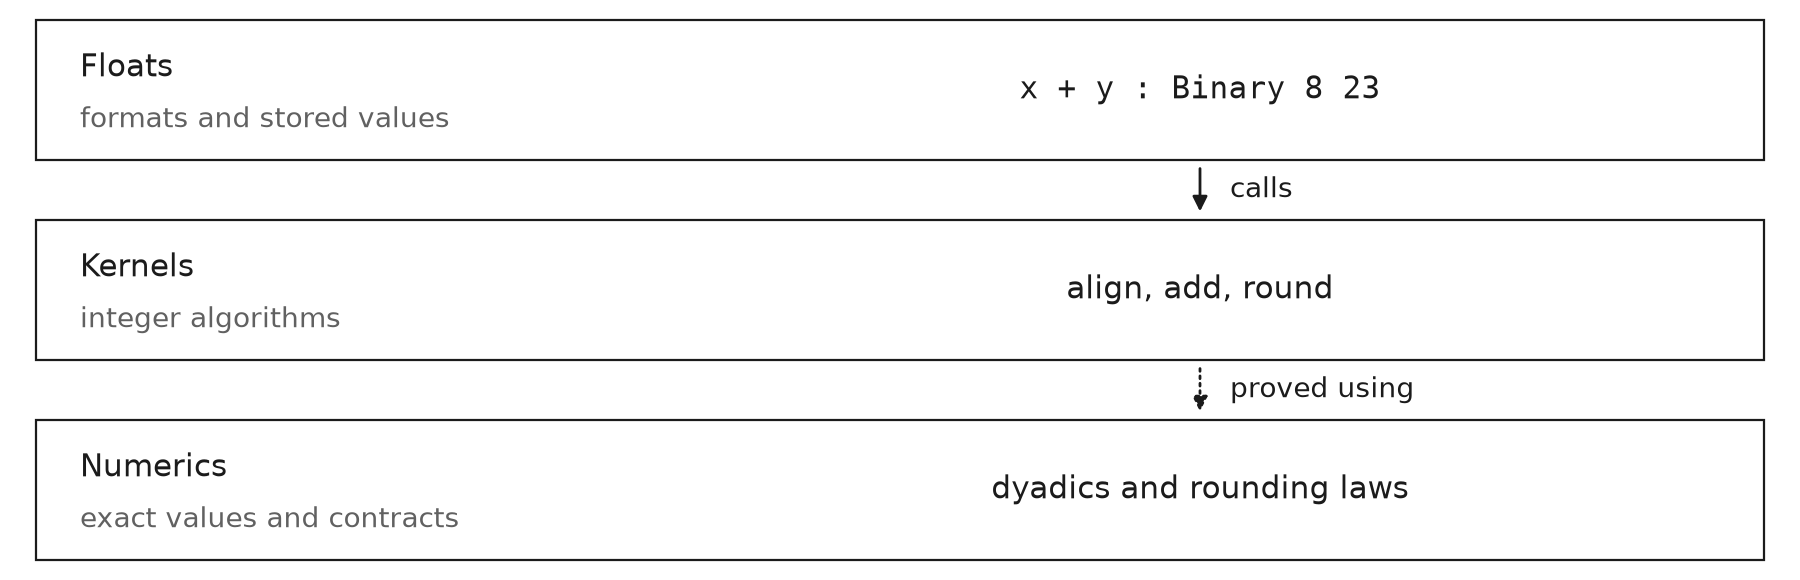 Floats
formats and stored values
x + y : Binary 8 23
calls
Kernels
integer algorithms
align, add, round
proved using
Numerics
exact values and contracts
dyadics and rounding laws